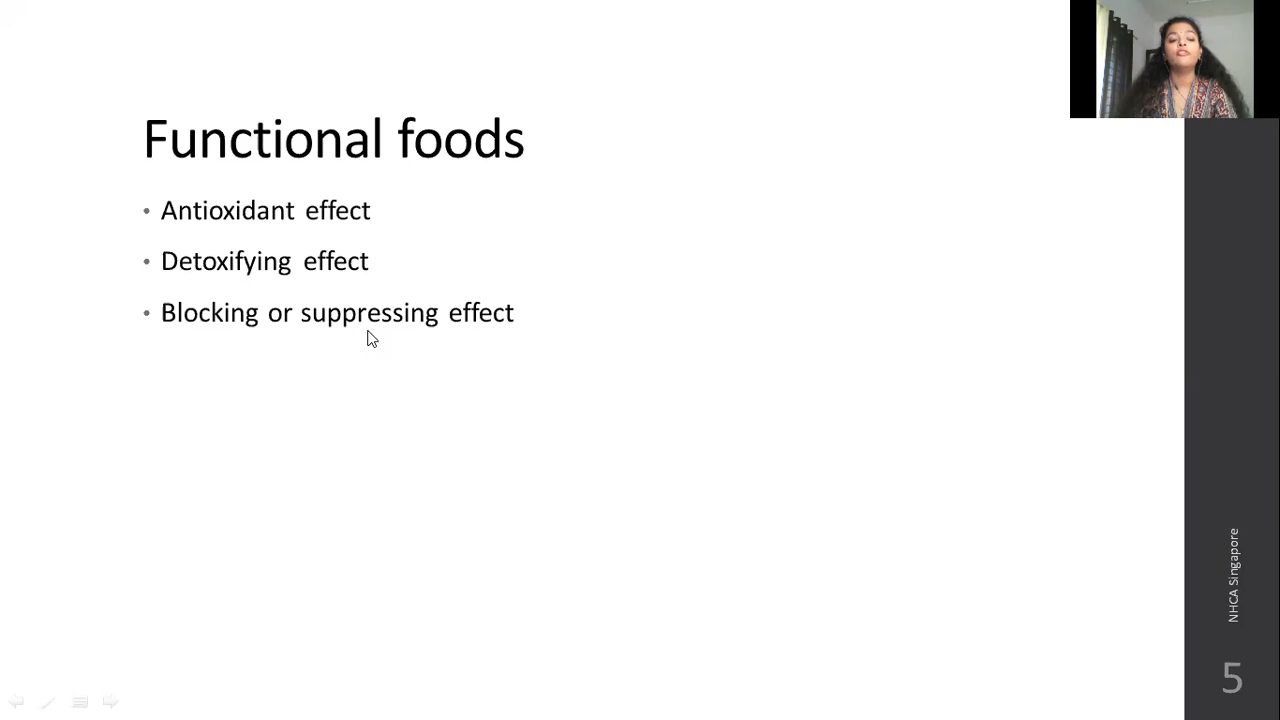 Functional foods
• Antioxidant effect
• Detoxifying effect
• Blocking or suppressing effect
NHCA Singapore
5